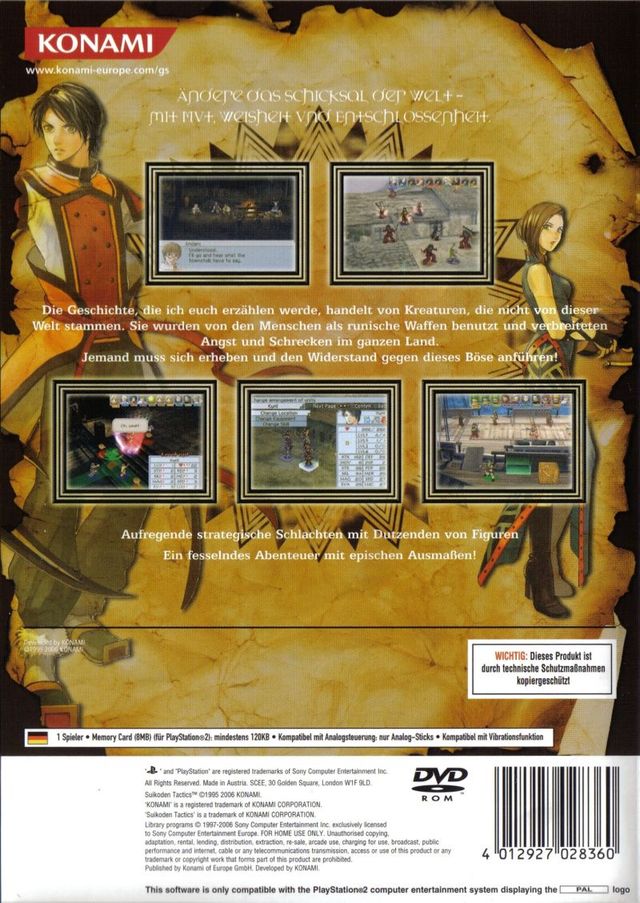 KONAMI
www.konami-europe.com/gs
Ändere das Schicksal der Welt –
mit Mut, Weisheit und Entschlossenheit.
Anders
Understood.
I'll go and hear what the
townsfolk have to say.
Die Geschichte, die ich euch erzählen werde, handelt von Kreaturen, die nicht von dieser
Welt stammen. Sie wurden von den Menschen als runische Waffen benutzt und verbreiteten
Angst und Schrecken im ganzen Land.
Jemand muss sich erheben und den Widerstand gegen dieses Böse anführen!
Oh, yeah!
Change arrangement of unit
Kyril
Next Page
Change Location
Change Equipment
Change Skill
Aufregende strategische Schlachten mit Dutzenden von Figuren
Ein fesselndes Abenteuer mit epischen Ausmaßen!
Developed by KONAMI
©1995-2006 KONAMI
WICHTIG: Dieses Produkt ist
durch technische Schutzmaßnahmen
kopiergeschützt
1 Spieler • Memory Card (8MB) (für PlayStation®2): mindestens 120KB • Kompatibel mit Analogsteuerung: nur Analog-Sticks • Kompatibel mit Vibrationsfunktion
" and "PlayStation" are registered trademarks of Sony Computer Entertainment Inc.
All Rights Reserved. Made in Austria. SCEE, 30 Golden Square, London W1F 9LD.
Suikoden Tactics™ ©1995 2006 KONAMI.
'KONAMI' is a registered trademark of KONAMI CORPORATION.
'Suikoden Tactics' is a trademark of KONAMI CORPORATION.
Library programs © 1997-2006 Sony Computer Entertainment Inc. exclusively licensed
to Sony Computer Entertainment Europe. FOR HOME USE ONLY. Unauthorised copying,
adaptation, rental, lending, distribution, extraction, re-sale, arcade use, charging for use, broadcast, public
performance and internet, cable or any telecommunications transmission, access or use of this product or any
trademark or copyright work that forms part of this product are prohibited.
Published by Konami of Europe GmbH. Developed by KONAMI.
DVD
ROM
4 012927 028360
This software is only compatible with the PlayStation®2 computer entertainment system displaying the PAL logo